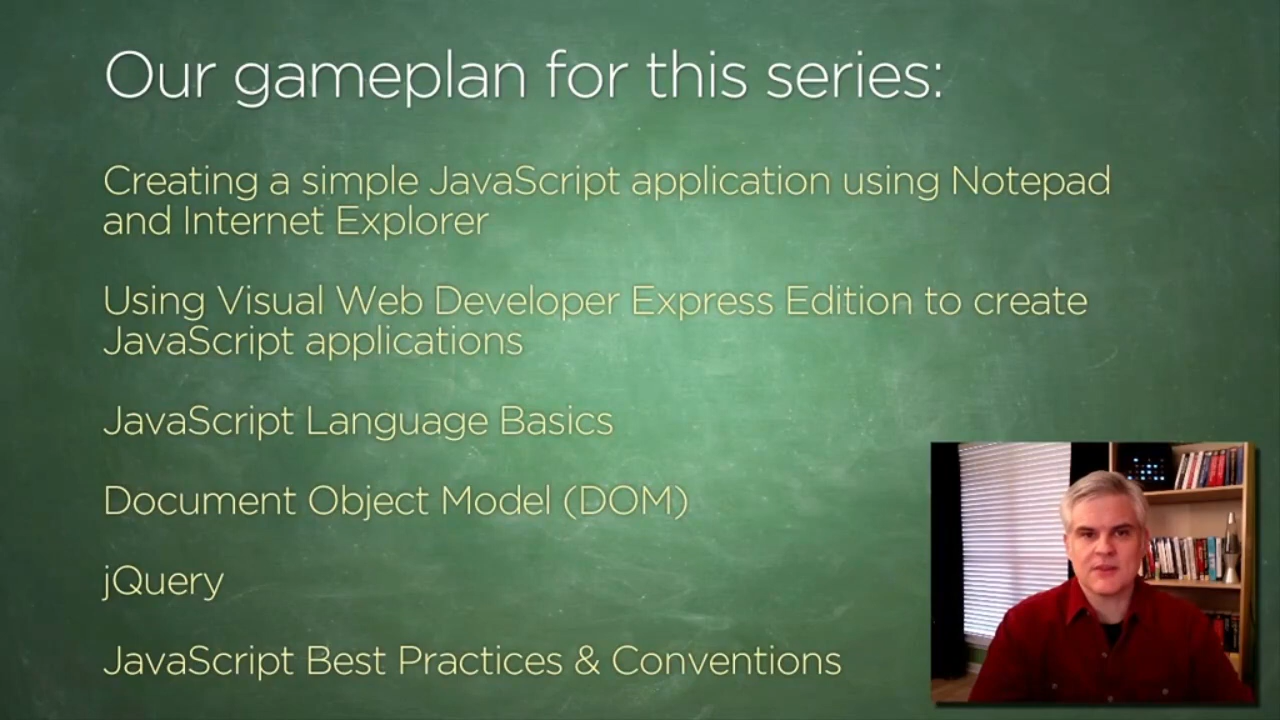 Our gameplan for this series:
Creating a simple JavaScript application using Notepad
and Internet Explorer
Using Visual Web Developer Express Edition to create
JavaScript applications
JavaScript Language Basics
Document Object Model (DOM)
jQuery
JavaScript Best Practices & Conventions